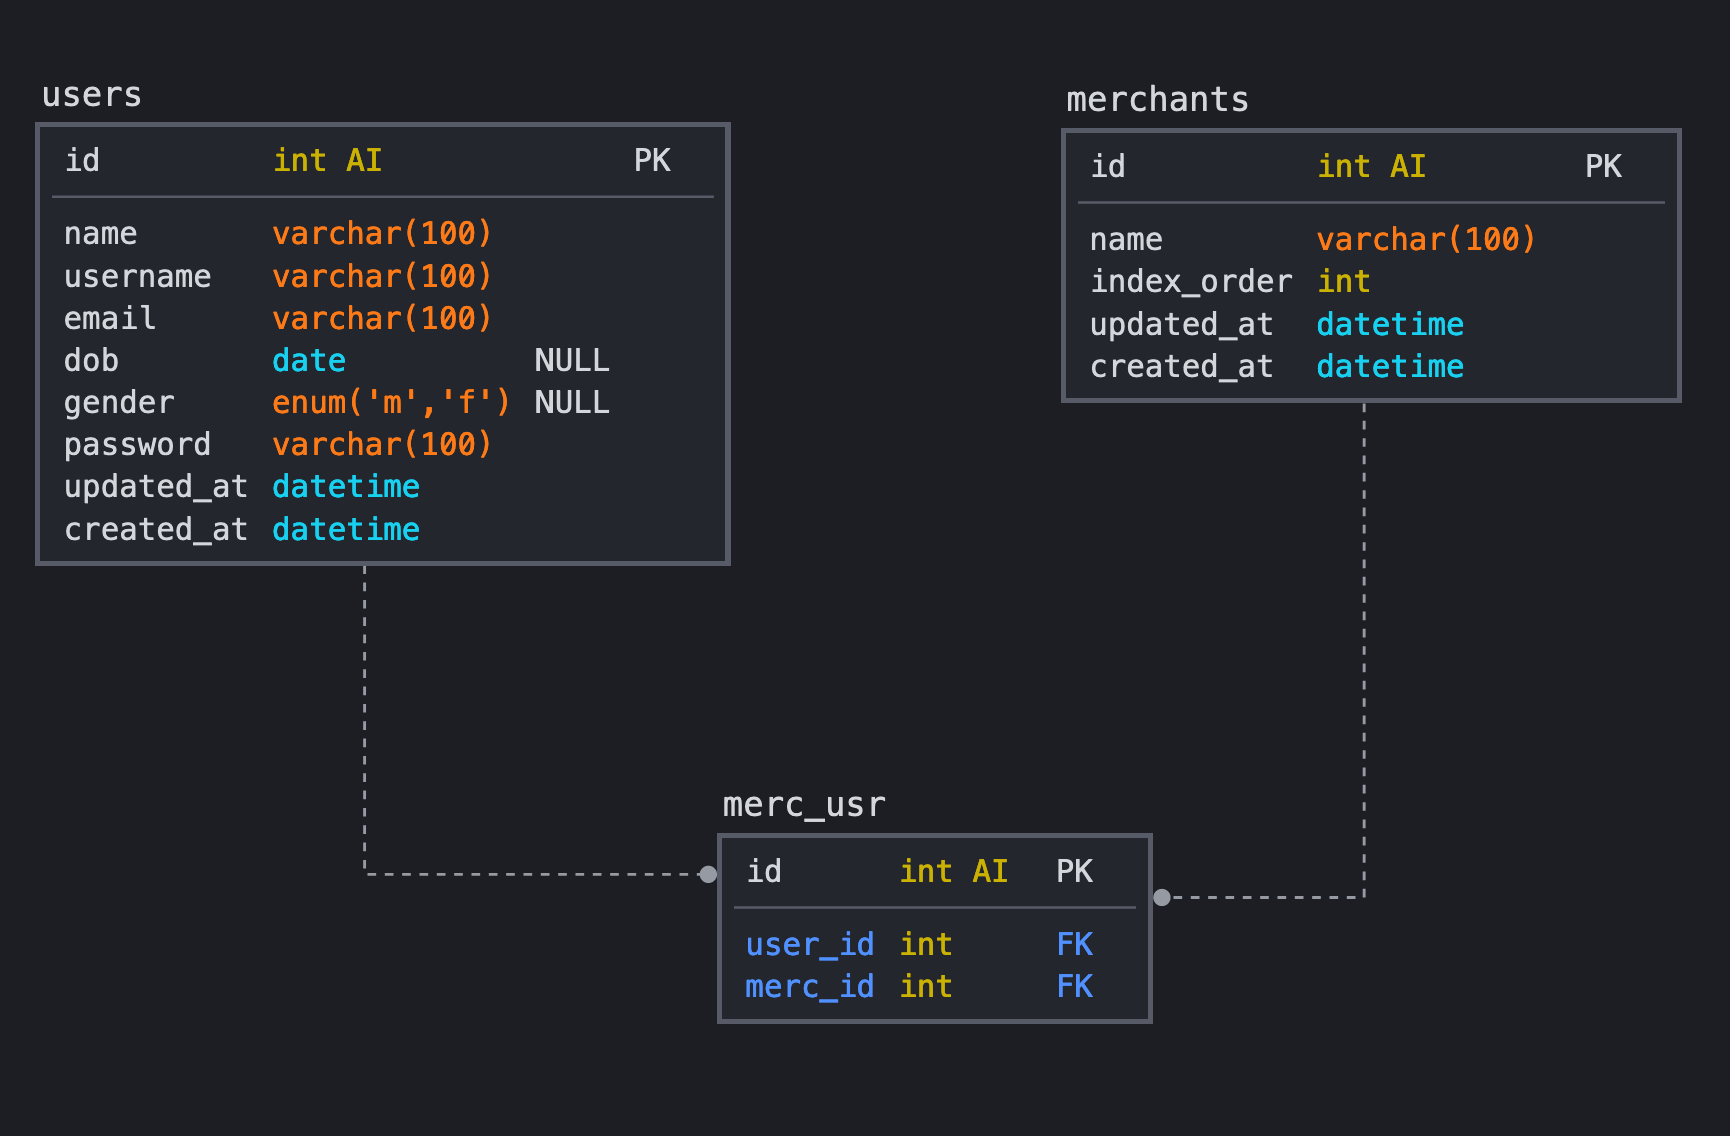 users
id int AI PK
name varchar(100)
username varchar(100)
email varchar(100)
dob date NULL
gender enum('m','f') NULL
password varchar(100)
updated_at datetime
created_at datetime
merchants
id int AI PK
name varchar(100)
index_order int
updated_at datetime
created_at datetime
merc_usr
id int AI PK
user_id int FK
merc_id int FK